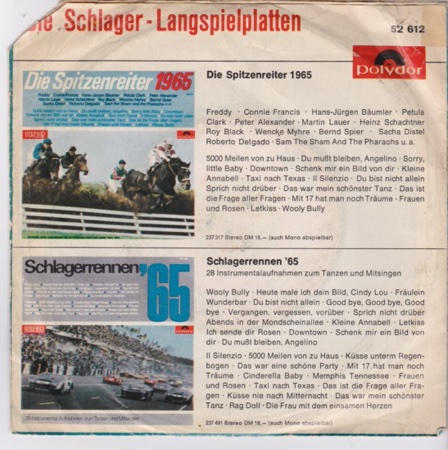 Die Schlager-Langspielplatten
52 612
Polydor
Die Spitzenreiter 1965
Die Spitzenreiter 1965
Freddy · Connie Francis · Hans-Jürgen Bäumler · Petula
Clark · Peter Alexander · Martin Lauer · Heinz Schachtner
Roy Black · Wencke Myhre · Bernd Spier · Sacha Distel
Roberto Delgado · Sam The Sham And The Pharaohs u. a.
5000 Meilen von zu Haus · Du mußt bleiben, Angelino · Sorry,
little Baby · Downtown · Schenk mir ein Bild von dir · Kleine
Annabell · Taxi nach Texas · Il Silenzio · Du bist nicht allein
Sprich nicht drüber · Das war mein schönster Tanz · Das ist
die Frage aller Fragen · Mit 17 hat man noch Träume · Frauen
und Rosen · Letkiss · Wooly Bully
237 317 Stereo DM 18,– (auch Mono abspielbar)
Schlagerrennen '65
Schlagerrennen '65
28 Instrumentalaufnahmen zum Tanzen und Mitsingen
Wooly Bully · Heute male ich dein Bild, Cindy Lou · Fräulein
Wunderbar · Du bist nicht allein · Good bye, Good bye, Good
bye · Vergangen, vergessen, vorüber · Sprich nicht drüber
Abends in der Mondscheinallee · Kleine Annabell · Letkiss
Ich sende dir Rosen · Downtown · Schenk mir ein Bild von
dir · Du mußt bleiben, Angelino
Il Silenzio · 5000 Meilen von zu Haus · Küsse unterm Regen-
bogen · Das war eine schöne Party · Mit 17 hat man noch
Träume · Cinderella Baby · Memphis Tennessee · Frauen
und Rosen · Taxi nach Texas · Das ist die Frage aller Fra-
gen · Küsse nie nach Mitternacht · Das war mein schönster
Tanz · Rag Doll · Die Frau mit dem einsamen Herzen
237 491 Stereo DM 18,– (auch Mono abspielbar)
28 Instrumentalaufnahmen zum Tanzen und Mitsingen